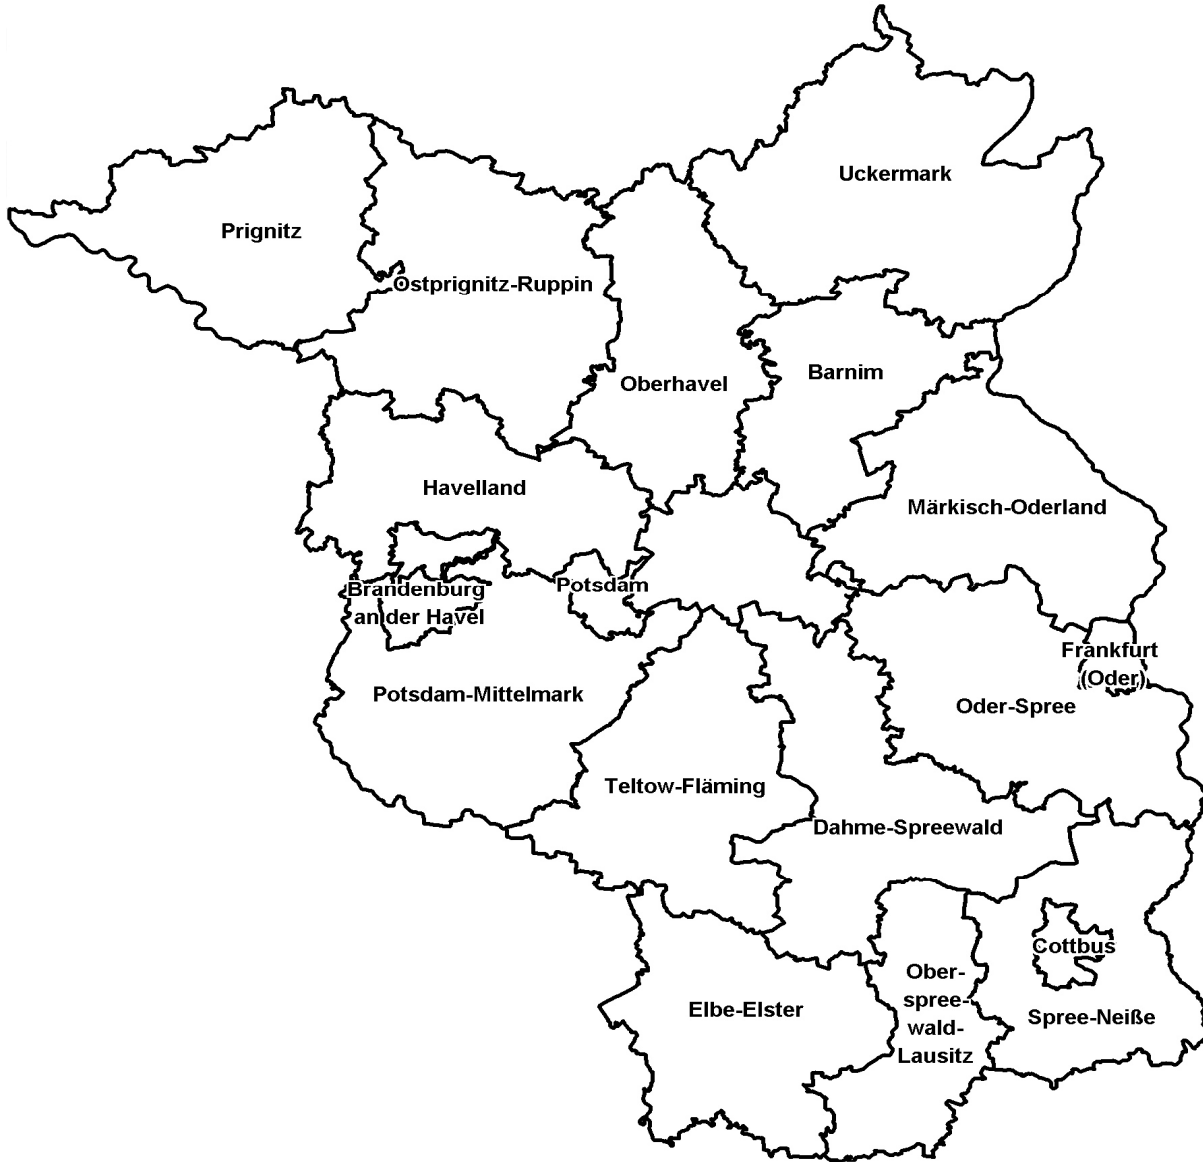 Uckermark
Prignitz
Ostprignitz-Ruppin
Barnim
Oberhavel
Havelland
Märkisch-Oderland
Potsdam
Brandenburg
an der Havel
Frankfurt
(Oder)
Potsdam-Mittelmark
Oder-Spree
Teltow-Fläming
Dahme-Spreewald
Cottbus
Ober-
spree-
wald-
Lausitz
Elbe-Elster
Spree-Neiße